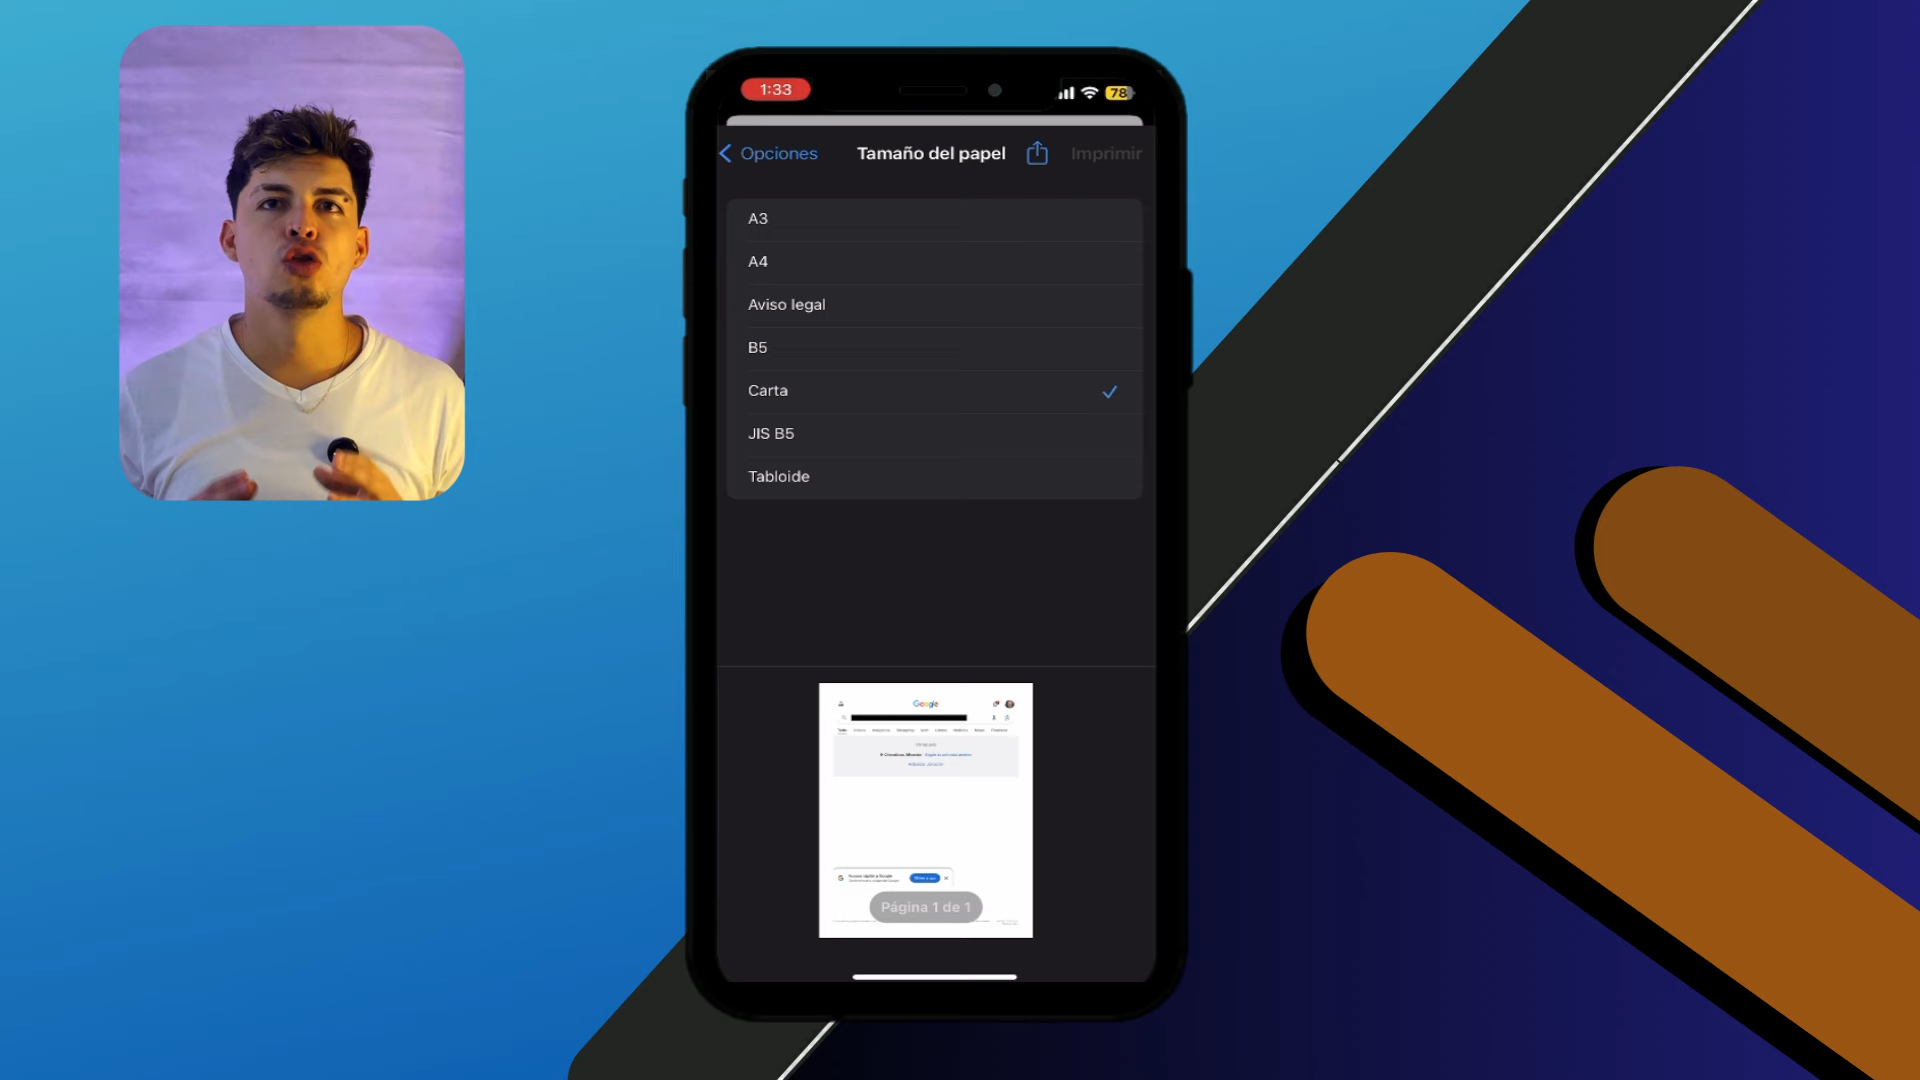 1:33
78
Opciones
Tamaño del papel
Imprimir
A3
A4
Aviso legal
B5
Carta
JIS B5
Tabloide
Google
Página 1 de 1